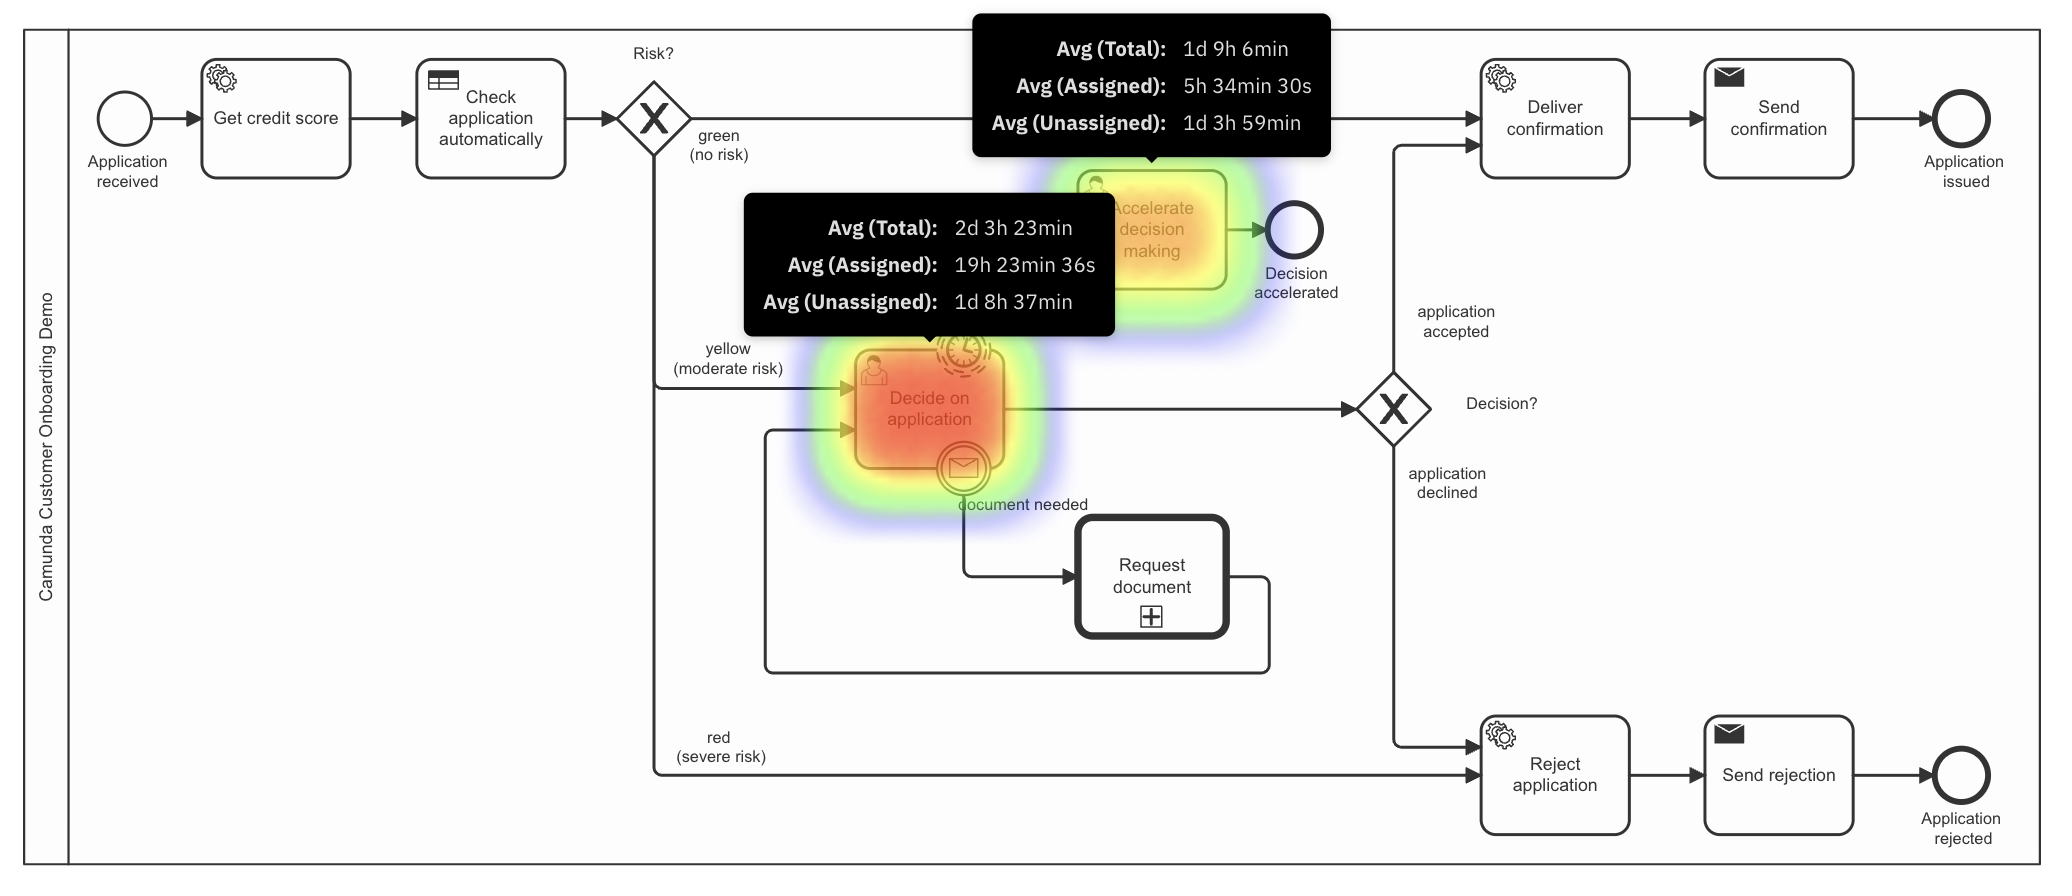 Camunda Customer Onboarding Demo
Application
received
Get credit score
Check
application
automatically
Risk?
green
(no risk)
Avg (Total): 1d 9h 6min
Avg (Assigned): 5h 34min 30s
Avg (Unassigned): 1d 3h 59min
Deliver
confirmation
Send
confirmation
Application
issued
Accelerate
decision
making
Decision
accelerated
Avg (Total): 2d 3h 23min
Avg (Assigned): 19h 23min 36s
Avg (Unassigned): 1d 8h 37min
application
accepted
yellow
(moderate risk)
Decide on
application
Decision?
application
declined
document needed
Request
document
red
(severe risk)
Reject
application
Send rejection
Application
rejected